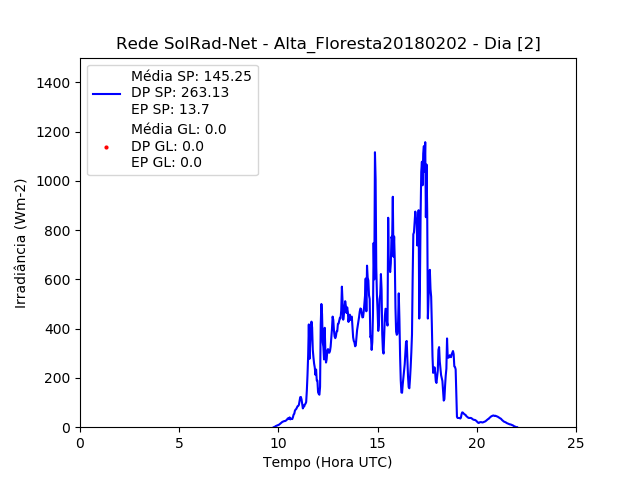 Rede SolRad-Net - Alta_Floresta20180202 - Dia [2]
Média SP: 145.25
DP SP: 263.13
EP SP: 13.7
Média GL: 0.0
DP GL: 0.0
EP GL: 0.0
1400
1200
1000
800
600
400
200
0
Irradiância (Wm-2)
0 5 10 15 20 25
Tempo (Hora UTC)